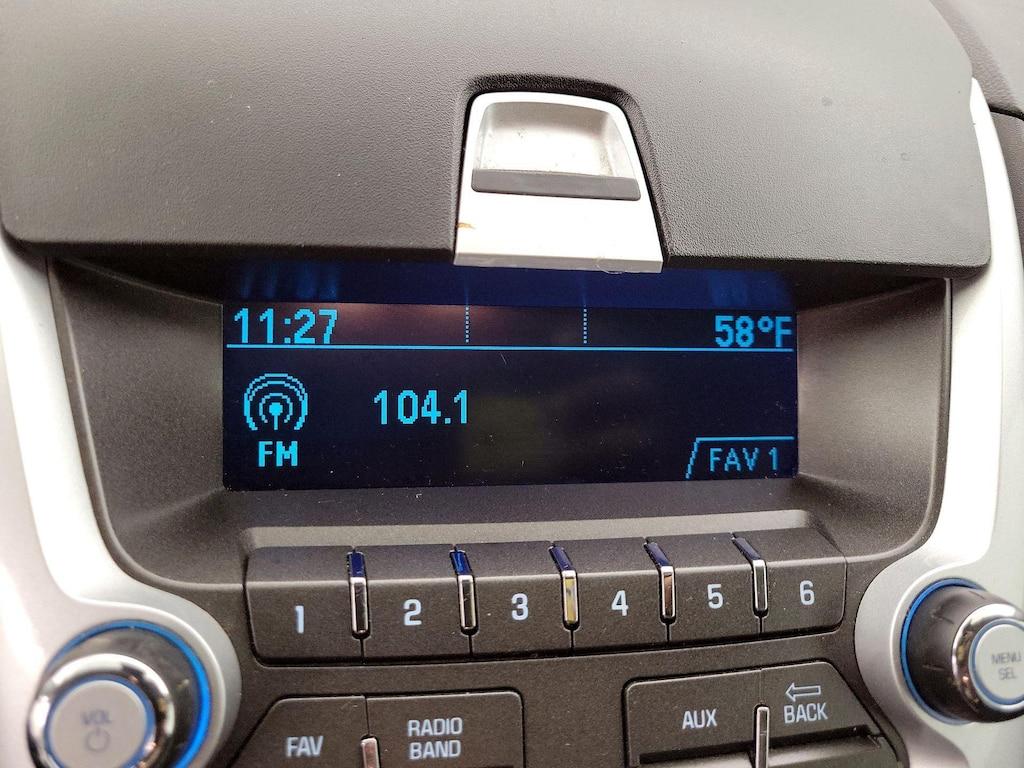 11:27
58°F
104.1
FM
FAV 1
1
2
3
4
5
6
VOL
MENU
SEL
FAV
RADIO
BAND
AUX
BACK